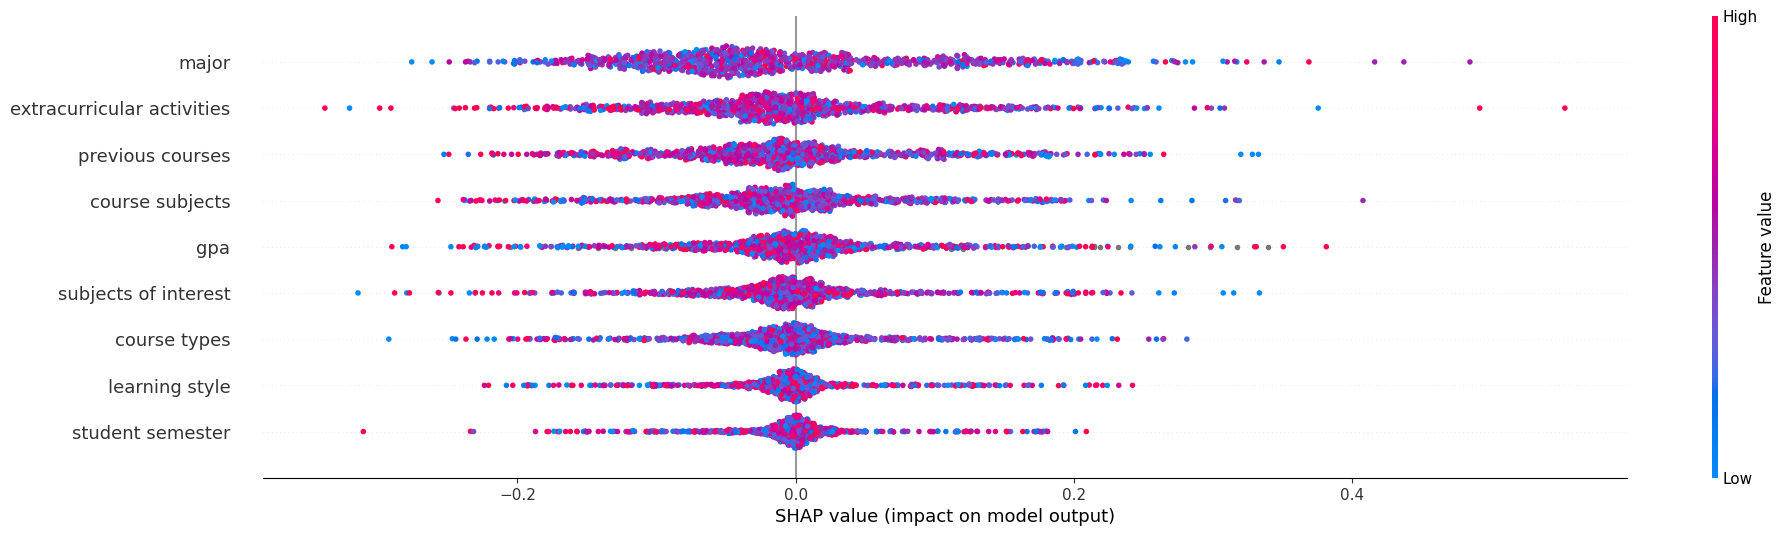 High
major
extracurricular activities
previous courses
course subjects
gpa
subjects of interest
course types
learning style
student semester
Feature value
Low
−0.2
0.0
0.2
0.4
SHAP value (impact on model output)